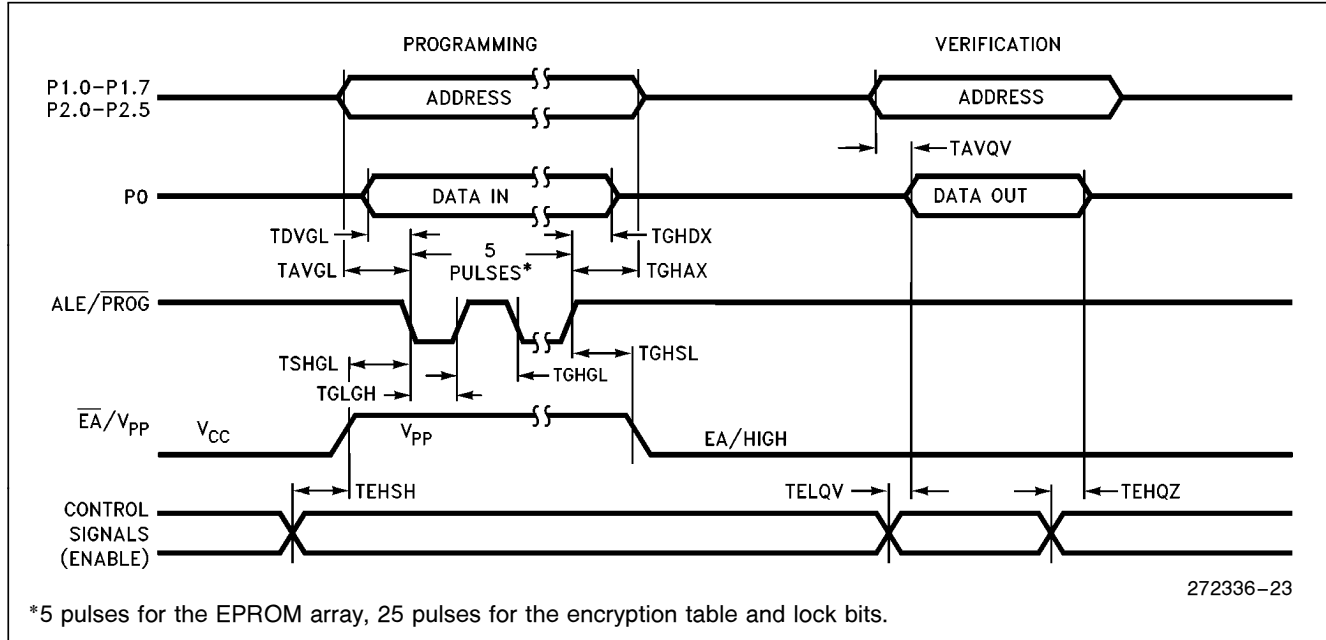 PROGRAMMING
VERIFICATION
P1.0–P1.7
P2.0–P2.5
ADDRESS
ADDRESS
TAVQV
P0
DATA IN
DATA OUT
TDVGL
5
PULSES*
TGHDX
TAVGL
TGHAX
ALE/PROG
TSHGL
TGHSL
TGHGL
TGLGH
EA/VPP
VCC
VPP
EA/HIGH
TEHSH
TELQV
TEHQZ
CONTROL
SIGNALS
(ENABLE)
272336–23
*5 pulses for the EPROM array, 25 pulses for the encryption table and lock bits.